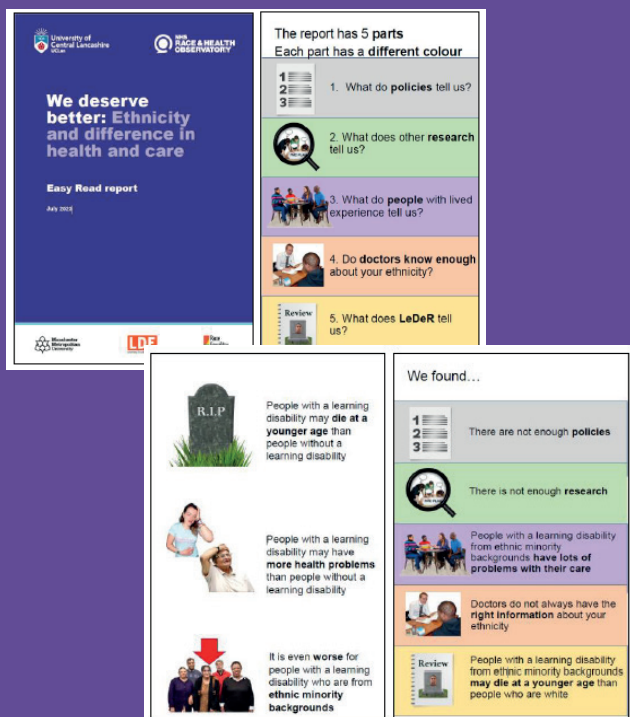 University of
Central Lancashire
UCLan
NHS
RACE & HEALTH
OBSERVATORY
We deserve
better: Ethnicity
and difference in
health and care
Easy Read report
July 2023
Manchester
Metropolitan
University
LDE
Race
Equality
The report has 5 parts
Each part has a different colour
1
2
3
1. What do policies tell us?
2. What does other research
tell us?
3. What do people with lived
experience tell us?
4. Do doctors know enough
about your ethnicity?
Review
5. What does LeDeR tell
us?
R.I.P
People with a learning
disability may die at a
younger age than
people without a
learning disability
People with a learning
disability may have
more health problems
than people without a
learning disability
It is even worse for
people with a learning
disability who are from
ethnic minority
backgrounds
We found...
1
2
3
There are not enough policies
There is not enough research
People with a learning disability
from ethnic minority
backgrounds have lots of
problems with their care
Doctors do not always have the
right information about your
ethnicity
Review
People with a learning disability
from ethnic minority backgrounds
may die at a younger age than
people who are white